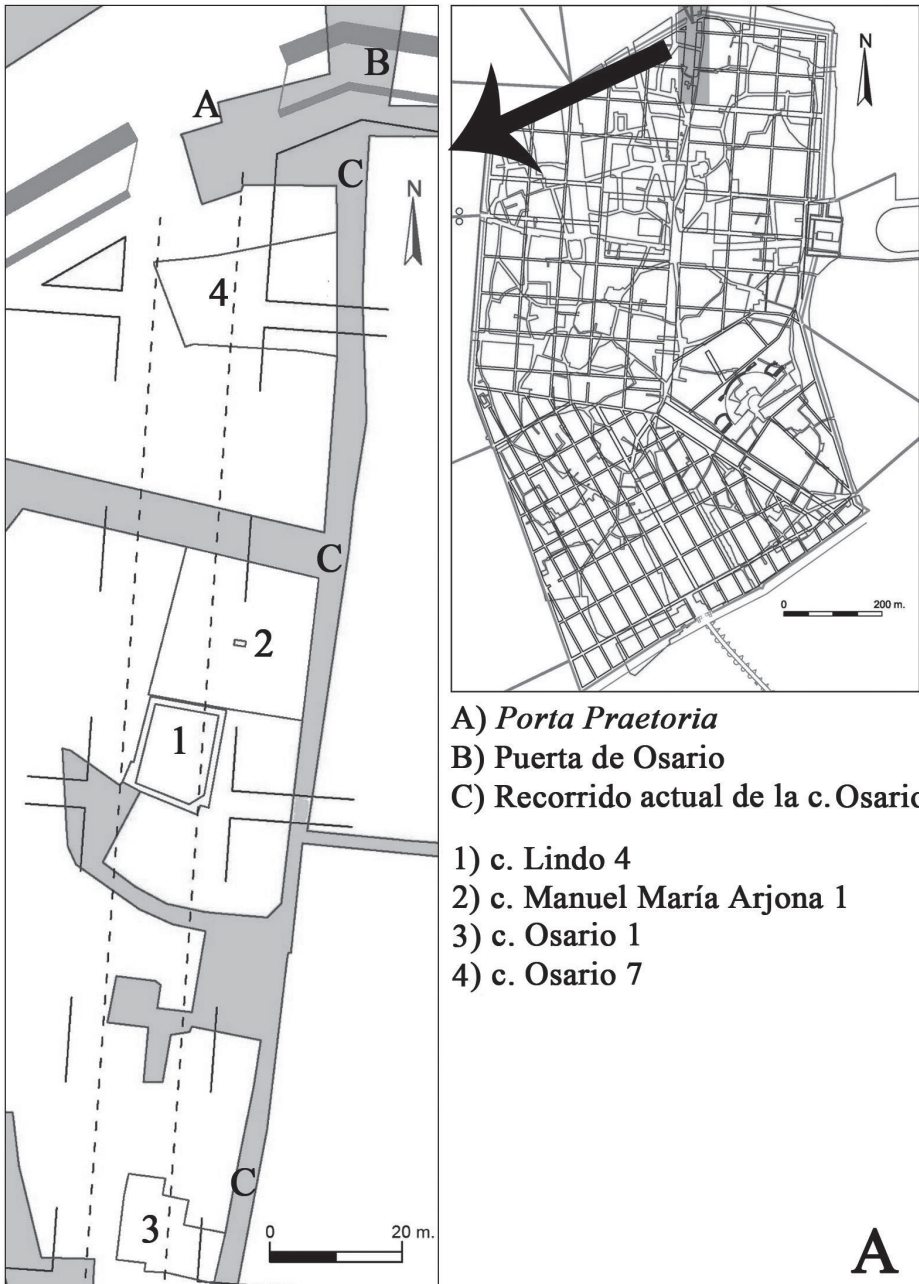 B
A
C
N
4
C
2
1
C
3
0 20 m.
N
0 200 m.
A) Porta Praetoria
B) Puerta de Osario
C) Recorrido actual de la c. Osario
1) c. Lindo 4
2) c. Manuel María Arjona 1
3) c. Osario 1
4) c. Osario 7
A